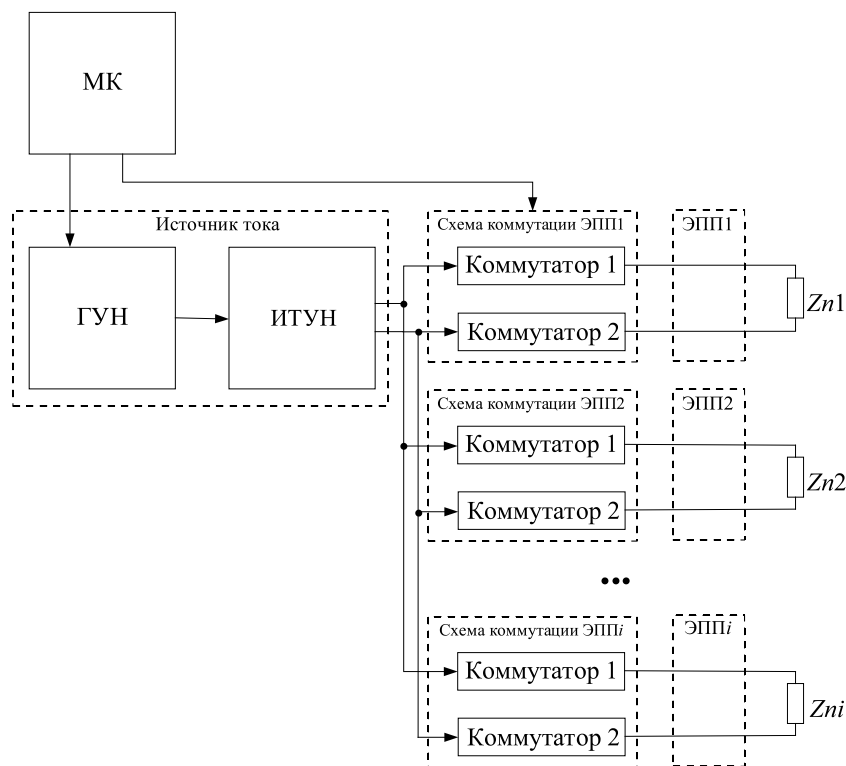 МК
Источник тока
ГУН
ИТУН
Схема коммутации ЭПП1
ЭПП1
Коммутатор 1
Коммутатор 2
Zn1
Схема коммутации ЭПП2
ЭПП2
Коммутатор 1
Коммутатор 2
Zn2
•••
Схема коммутации ЭППi
ЭППi
Коммутатор 1
Коммутатор 2
Zni